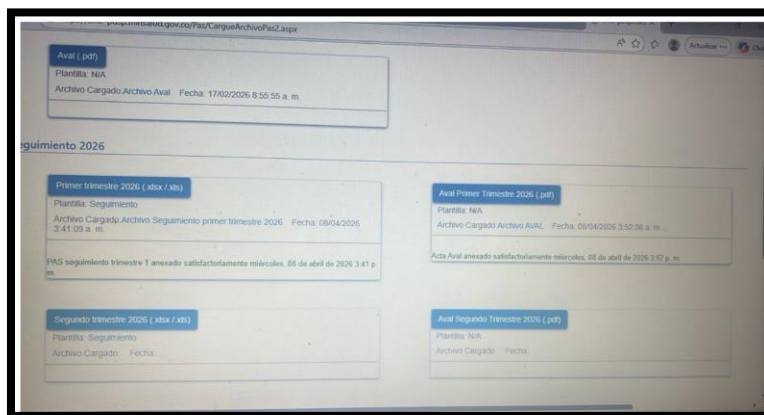 minsalud.gov.co/Pas/CargueArchivoPas2.aspx
Actualizar
Aval (.pdf)
Plantilla: N/A
Archivo Cargado:Archivo Aval Fecha: 17/02/2026 8:55:55 a. m.
eguimiento 2026
Primer trimestre 2026 (.xlsx /.xls)
Plantilla: Seguimiento
Archivo Cargado:Archivo Seguimiento primer trimestre 2026 Fecha: 08/04/2026
3:41:09 a. m.
PAS seguimiento trimestre 1 anexado satisfactoriamente miércoles, 08 de abril de 2026 3:41 p.
m.
Aval Primer Trimestre 2026 (.pdf)
Plantilla: N/A
Archivo Cargado:Archivo AVAL Fecha: 08/04/2026 3:52:36 a. m.
Acta Aval anexado satisfactoriamente miércoles, 08 de abril de 2026 3:52 p. m.
Segundo trimestre 2026 (.xlsx /.xls)
Plantilla: Seguimiento
Archivo Cargado: Fecha:
Aval Segundo Trimestre 2026 (.pdf)
Plantilla: N/A
Archivo Cargado: Fecha: